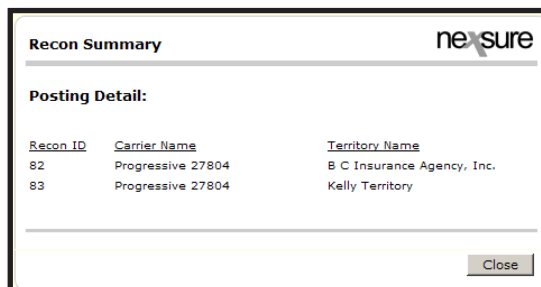 Recon Summary nexsure
Posting Detail:
Recon ID Carrier Name Territory Name
82 Progressive 27804 B C Insurance Agency, Inc.
83 Progressive 27804 Kelly Territory
Close